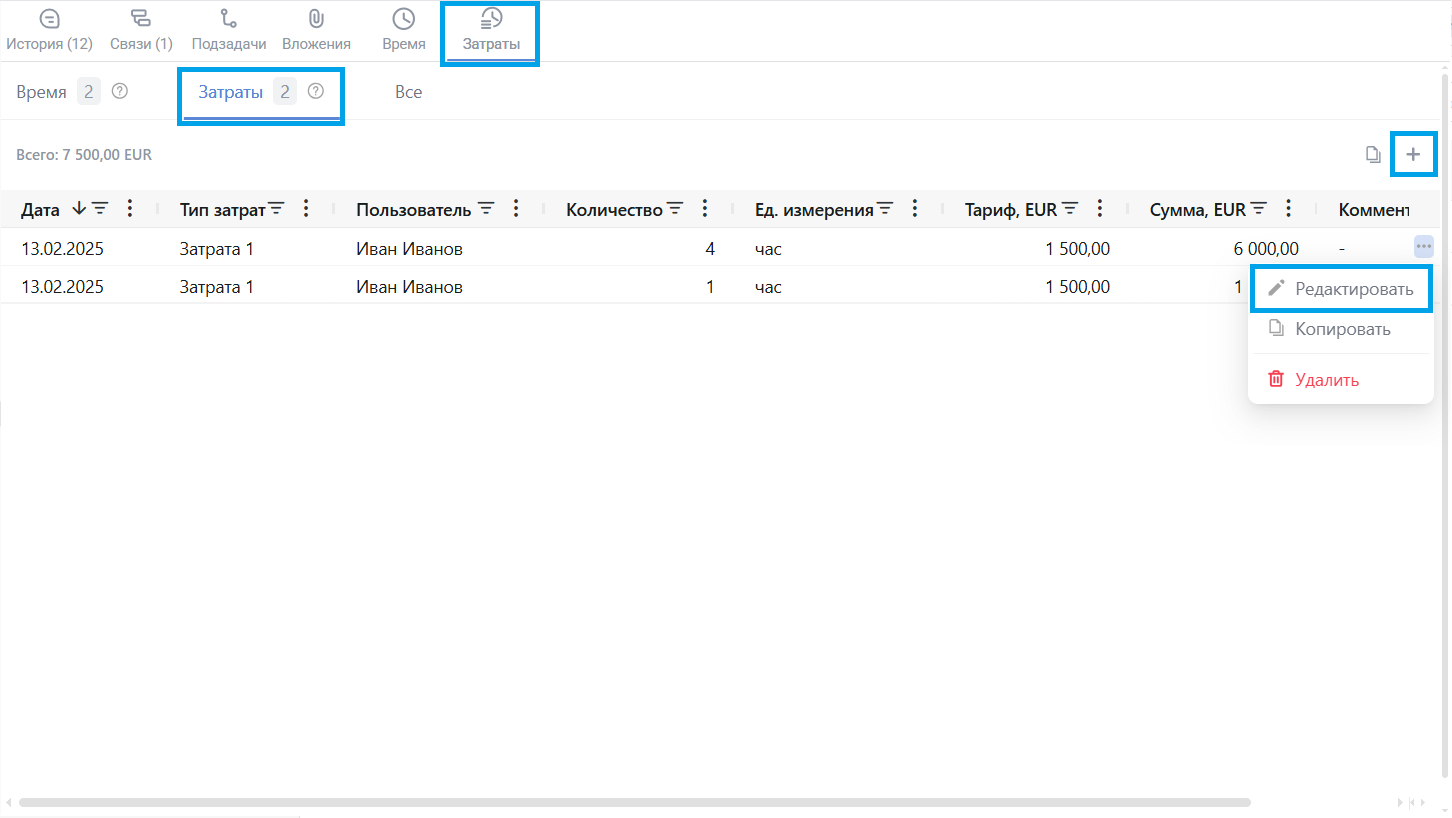 История (12) Связи (1) Подзадачи Вложения Время Затраты
Время 2 Затраты 2 Все
Всего: 7 500,00 EUR
Дата Тип затрат Пользователь Количество Ед. измерения Тариф, EUR Сумма, EUR Коммент
13.02.2025 Затрата 1 Иван Иванов 4 час 1 500,00 6 000,00 -
13.02.2025 Затрата 1 Иван Иванов 1 час 1 500,00 1
Редактировать
Копировать
Удалить